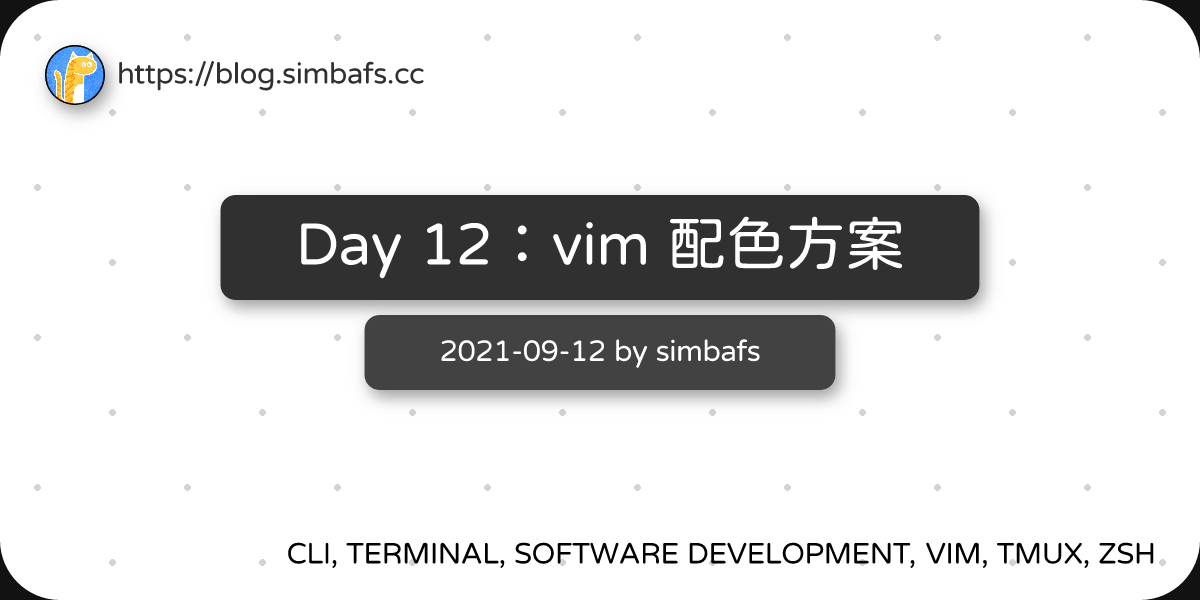 https://blog.simbafs.cc
Day 12：vim 配色方案
2021-09-12 by simbafs
CLI, TERMINAL, SOFTWARE DEVELOPMENT, VIM, TMUX, ZSH